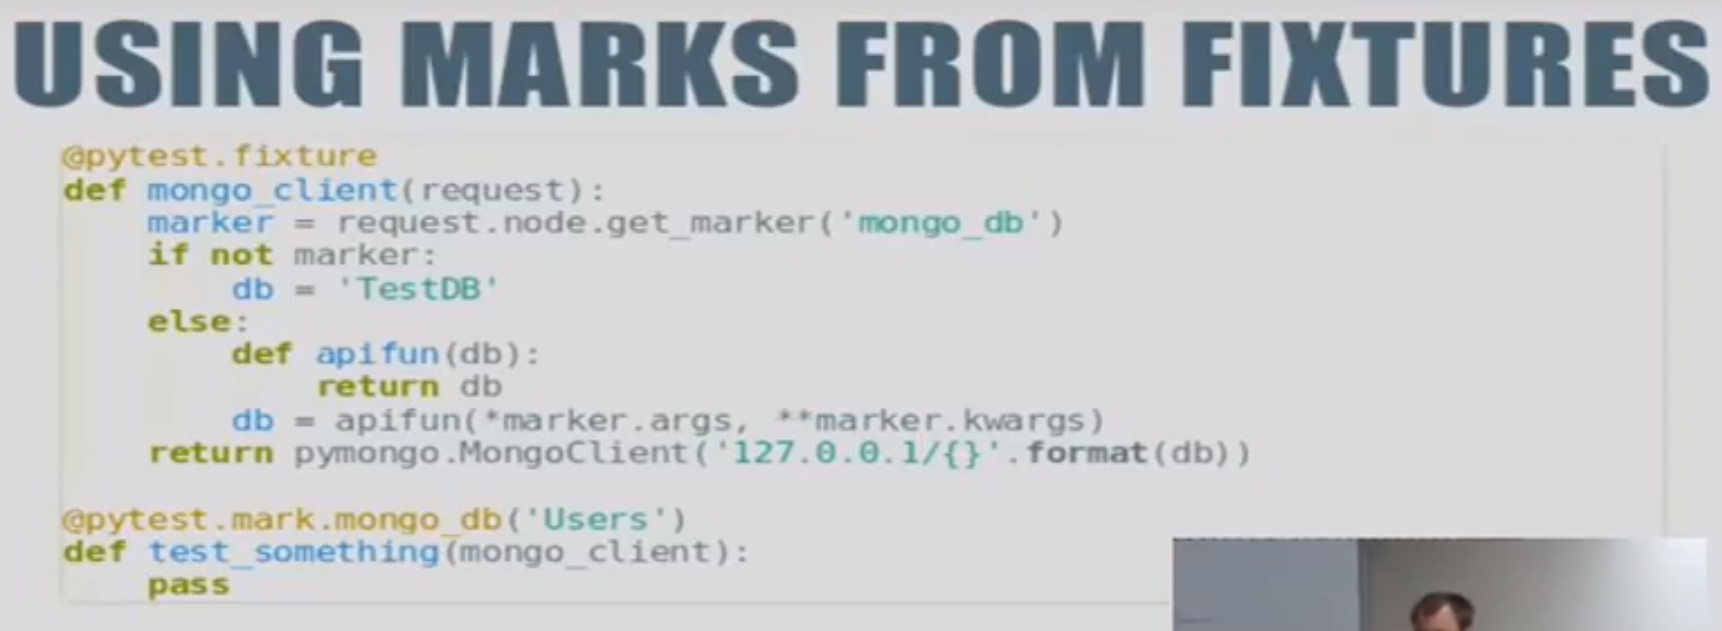 USING MARKS FROM FIXTURES
@pytest.fixture
def mongo_client(request):
    marker = request.node.get_marker('mongo_db')
    if not marker:
        db = 'TestDB'
    else:
        def apifun(db):
            return db
        db = apifun(*marker.args, **marker.kwargs)
    return pymongo.MongoClient('127.0.0.1/{}'.format(db))

@pytest.mark.mongo_db('Users')
def test_something(mongo_client):
    pass